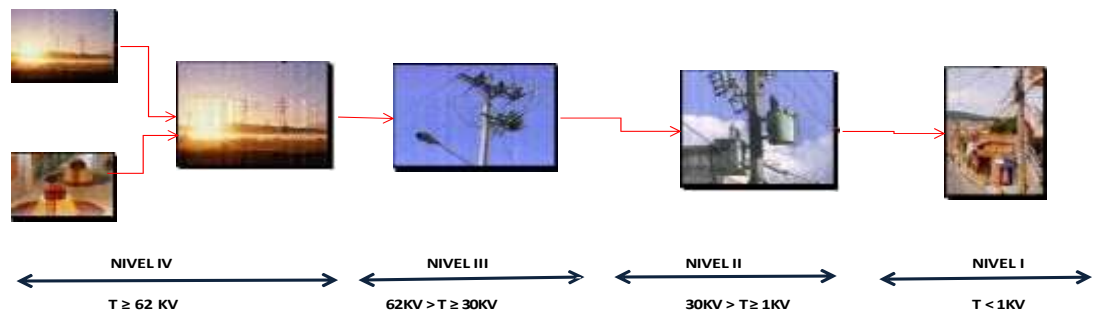 NIVEL IV
NIVEL III
NIVEL II
NIVEL I
T ≥ 62 KV
62KV > T ≥ 30KV
30KV > T ≥ 1KV
T < 1KV